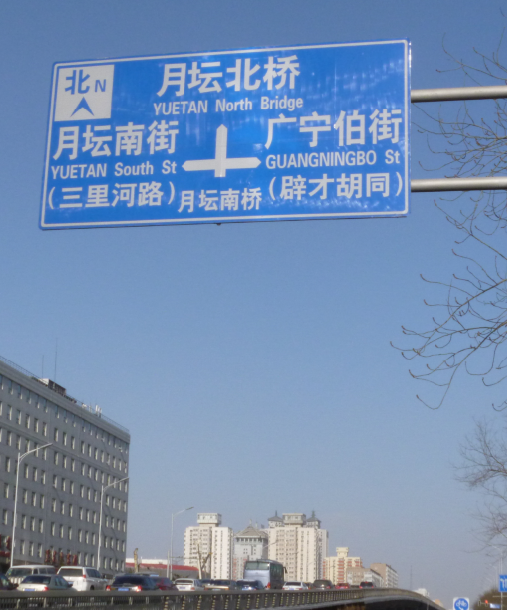 北 N
月坛北桥
YUETAN North Bridge
月坛南街
YUETAN South St
(三里河路)
广宁伯街
GUANGNINGBO St
(辟才胡同)
月坛南桥